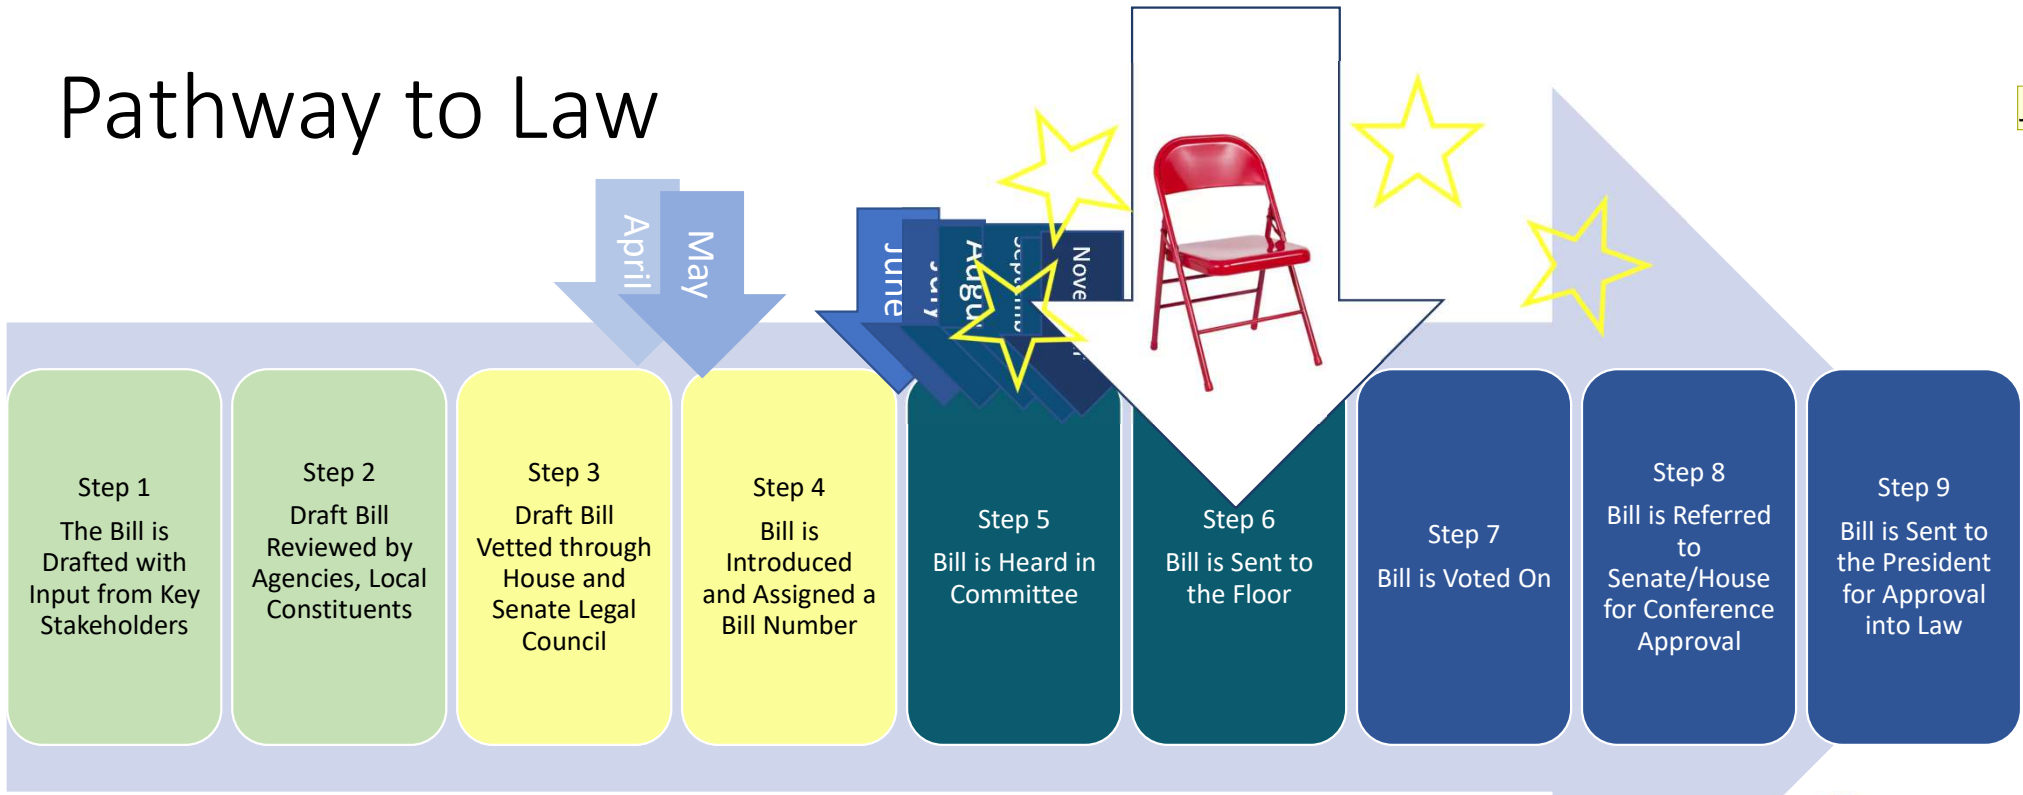 Pathway to Law
April
May
June
July
Step 1
The Bill is
Drafted with
Input from Key
Stakeholders
Step 2
Draft Bill
Reviewed by
Agencies, Local
Constituents
Step 3
Draft Bill
Vetted through
House and
Senate Legal
Council
Step 4
Bill is
Introduced
and Assigned a
Bill Number
Step 5
Bill is Heard in
Committee
Step 6
Bill is Sent to
the Floor
Step 7
Bill is Voted On
Step 8
Bill is Referred
to
Senate/House
for Conference
Approval
Step 9
Bill is Sent to
the President
for Approval
into Law